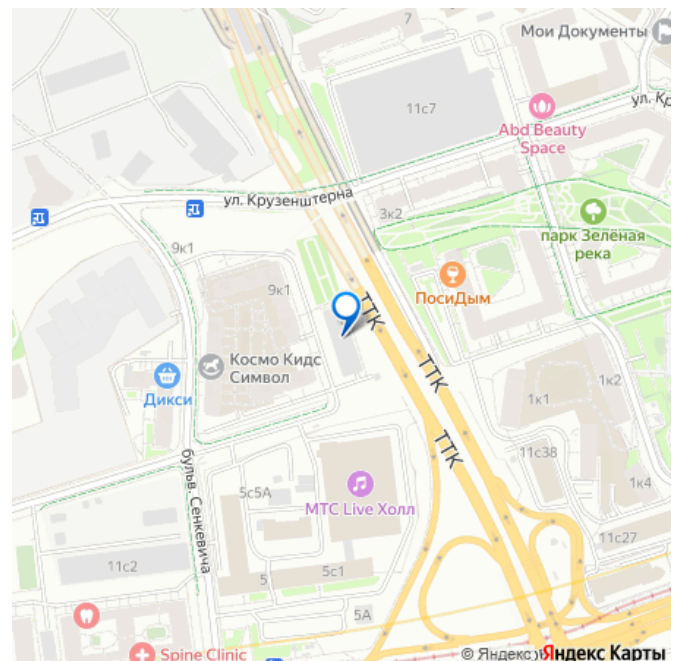 7
Мои Документы
11с7
ул. Кр
Abd Beauty
Space
ул. Крузенштерна
3к2
парк Зелёная
река
9к1
9к1
ПосиДым
ТТК
Космо Кидс
Символ
ТТК
Дикси
1к2
1к1
ТТК
бульв. Сенкевича
11с38
5с5А
МТС Live Холл
1к4
11с27
11с2
5
5с1
5А
Spine Clinic
© Яндекс
Яндекс Карты